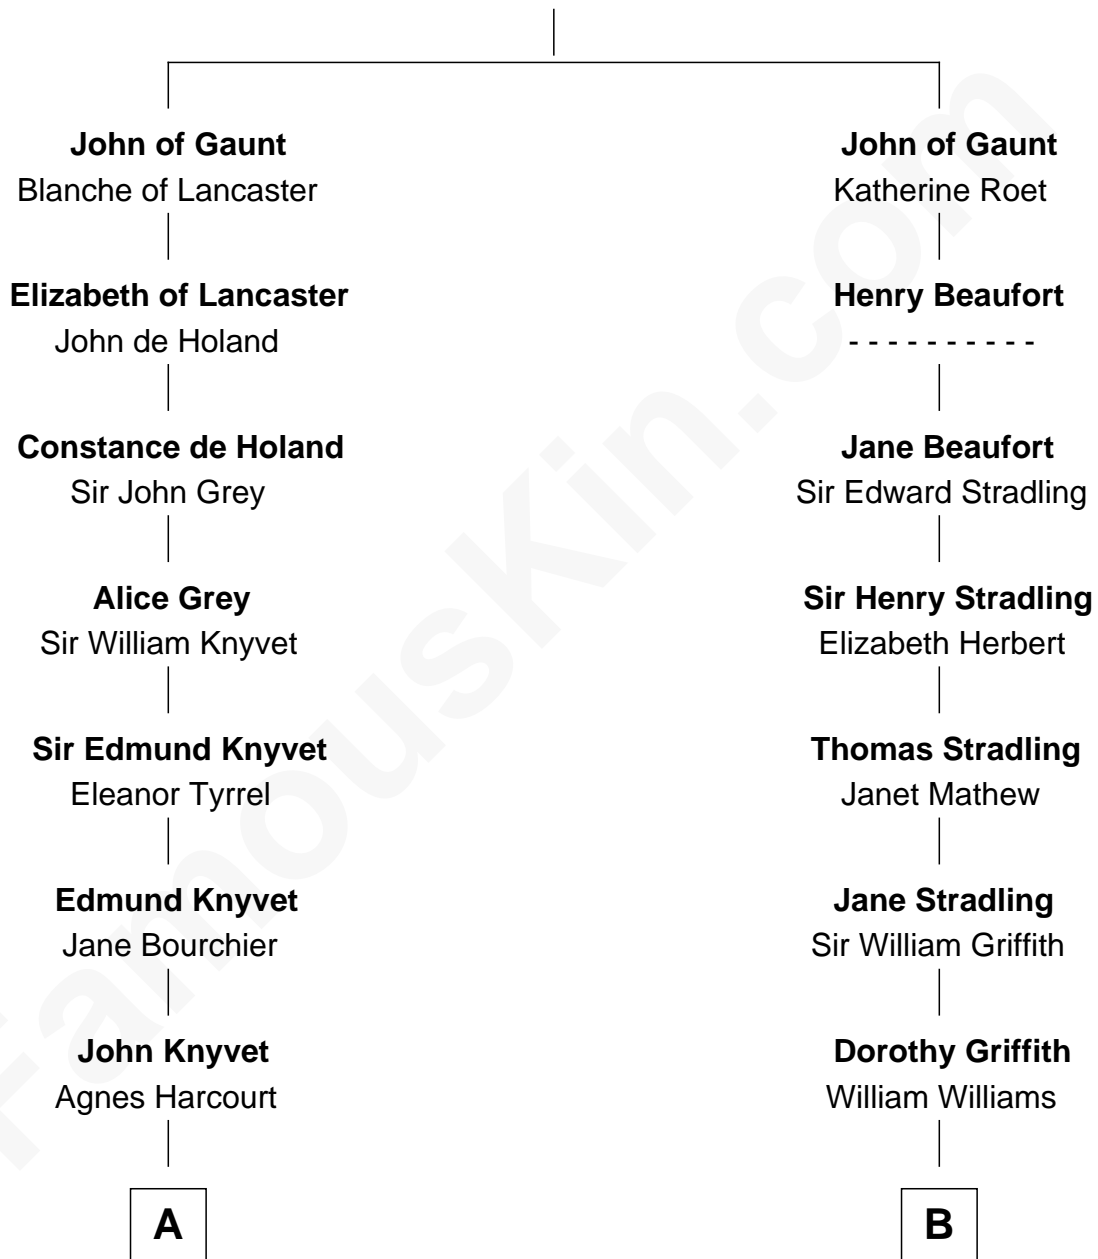 John of Gaunt
Blanche of Lancaster
Elizabeth of Lancaster
John de Holand
Constance de Holand
Sir John Grey
Alice Grey
Sir William Knyvet
Sir Edmund Knyvet
Eleanor Tyrrel
Edmund Knyvet
Jane Bourchier
John Knyvet
Agnes Harcourt
A
John of Gaunt
Katherine Roet
Henry Beaufort
- - - - - - - - - -
Jane Beaufort
Sir Edward Stradling
Sir Henry Stradling
Elizabeth Herbert
Thomas Stradling
Janet Mathew
Jane Stradling
Sir William Griffith
Dorothy Griffith
William Williams
B
FamousKin.com